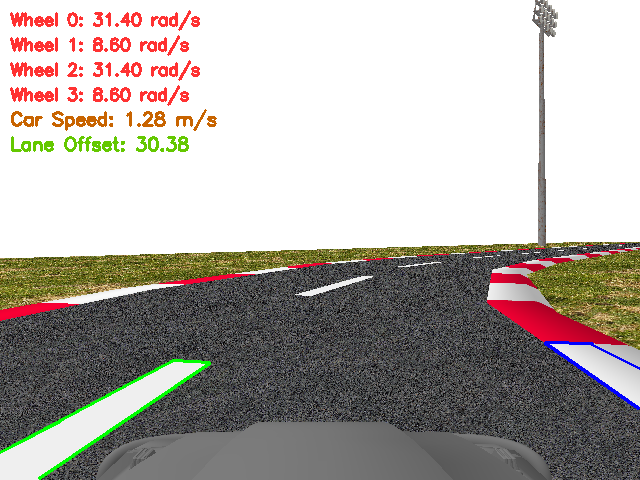 Wheel 0: 31.40 rad/s
Wheel 1: 8.60 rad/s
Wheel 2: 31.40 rad/s
Wheel 3: 8.60 rad/s
Car Speed: 1.28 m/s
Lane Offset: 30.38